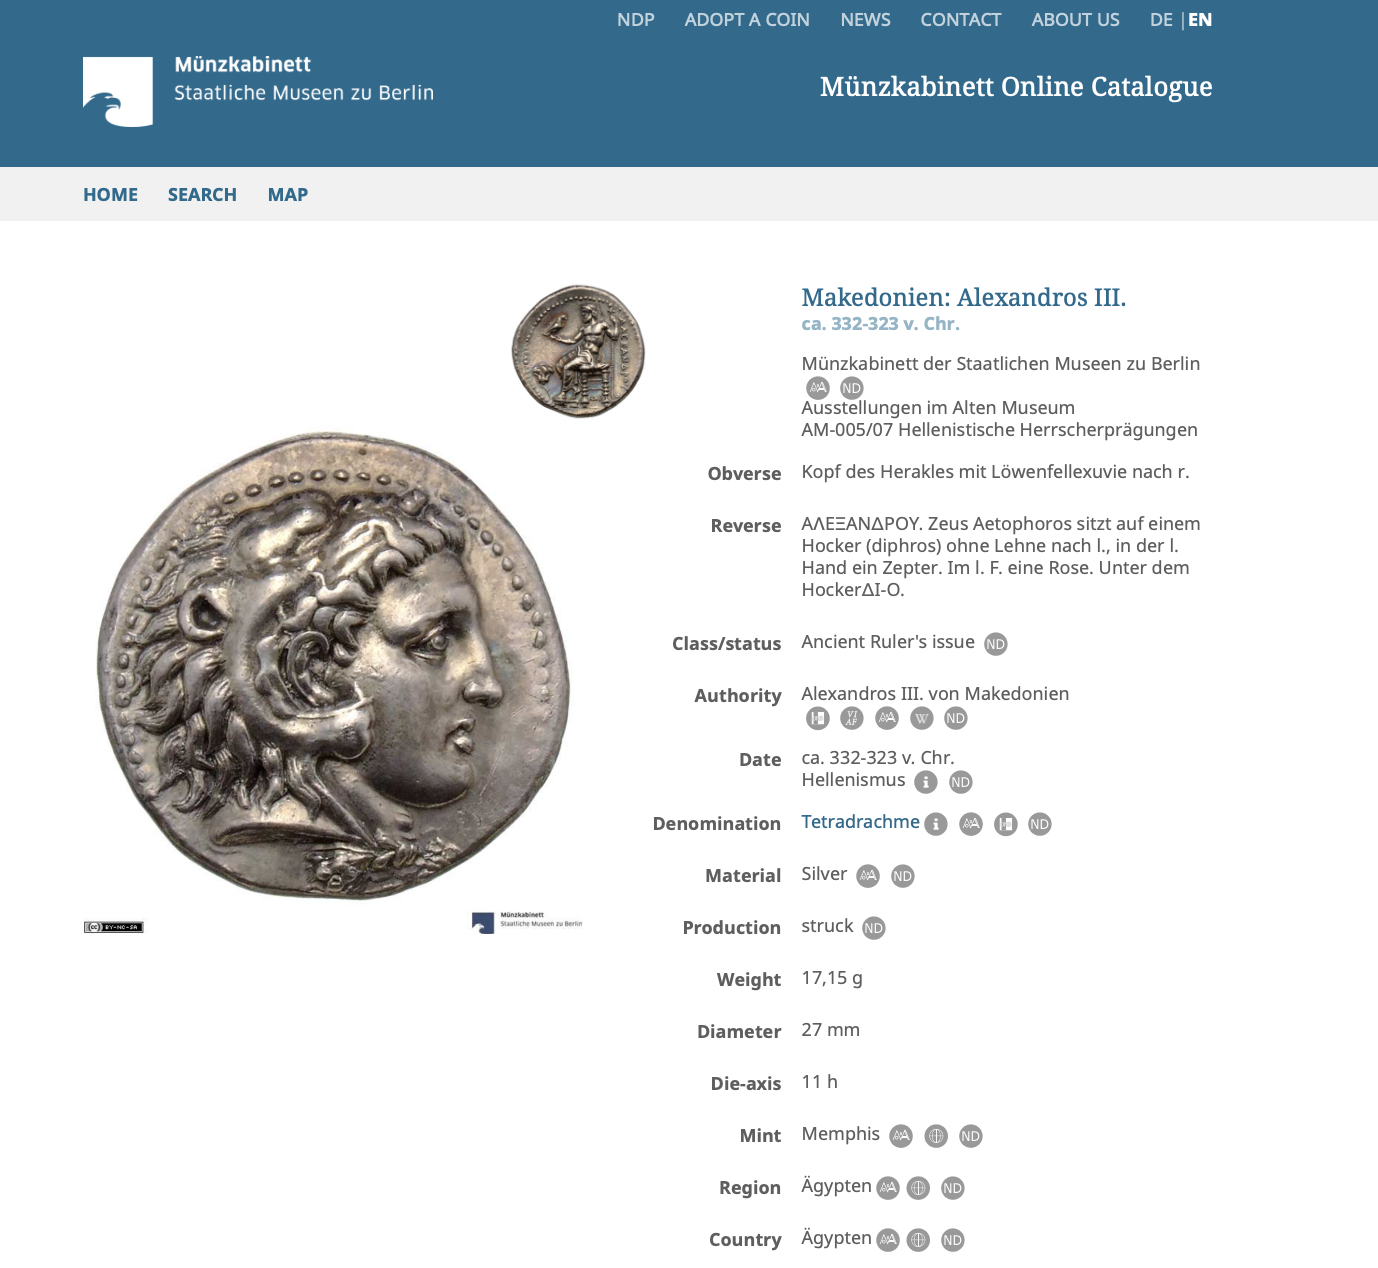 NDP ADOPT A COIN NEWS CONTACT ABOUT US DE | EN
Münzkabinett
Staatliche Museen zu Berlin
Münzkabinett Online Catalogue
HOME SEARCH MAP
Makedonien: Alexandros III.
ca. 332-323 v. Chr.
Münzkabinett der Staatlichen Museen zu Berlin
ND
Ausstellungen im Alten Museum
AM-005/07 Hellenistische Herrscherprägungen
Obverse Kopf des Herakles mit Löwenfellexuvie nach r.
Reverse ΑΛΕΞΑΝΔΡΟΥ. Zeus Aetophoros sitzt auf einem
Hocker (diphros) ohne Lehne nach l., in der l.
Hand ein Zepter. Im l. F. eine Rose. Unter dem
HockerΔΙ-Ο.
Class/status Ancient Ruler's issue ND
Authority Alexandros III. von Makedonien
VIAF W ND
Date ca. 332-323 v. Chr.
Hellenismus i ND
Denomination Tetradrachme i ND
Material Silver ND
Production struck ND
Weight 17,15 g
Diameter 27 mm
Die-axis 11 h
Mint Memphis ND
Region Ägypten ND
Country Ägypten ND
cc BY-NC-SA
Münzkabinett
Staatliche Museen zu Berlin